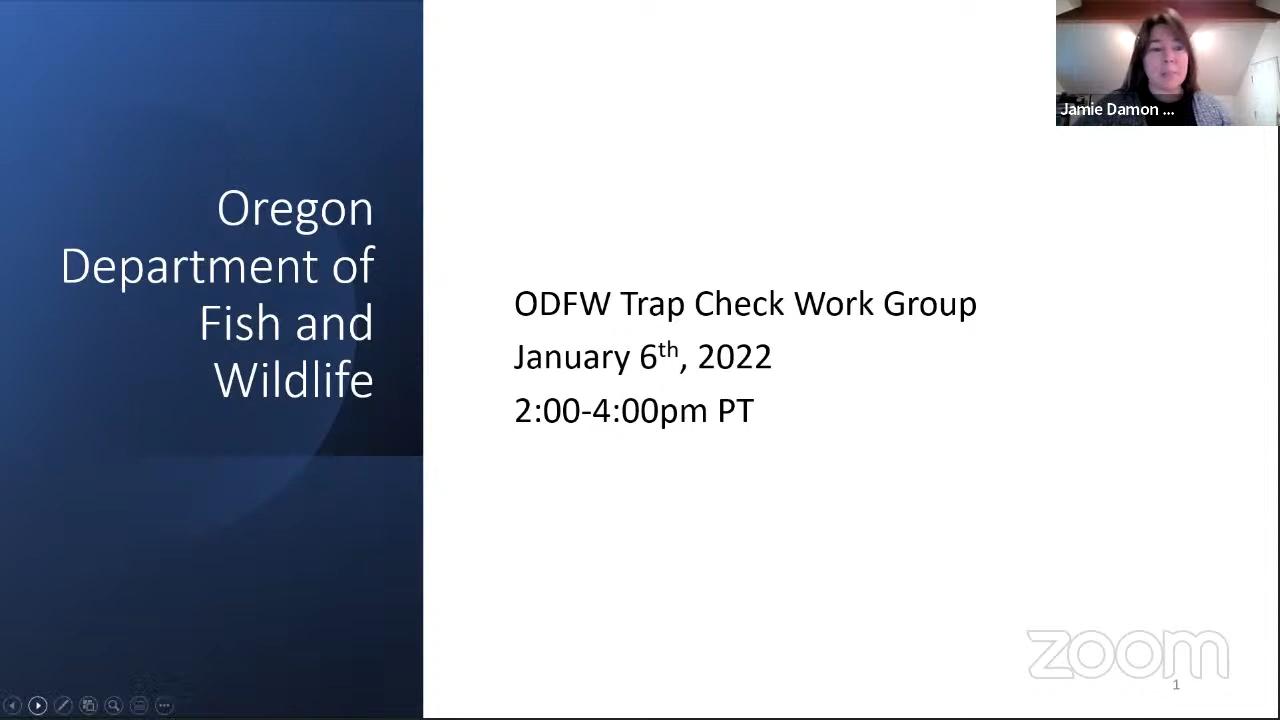 Jamie Damon ...
Oregon
Department of
Fish and
Wildlife
ODFW Trap Check Work Group
January 6th, 2022
2:00-4:00pm PT
zoom
1